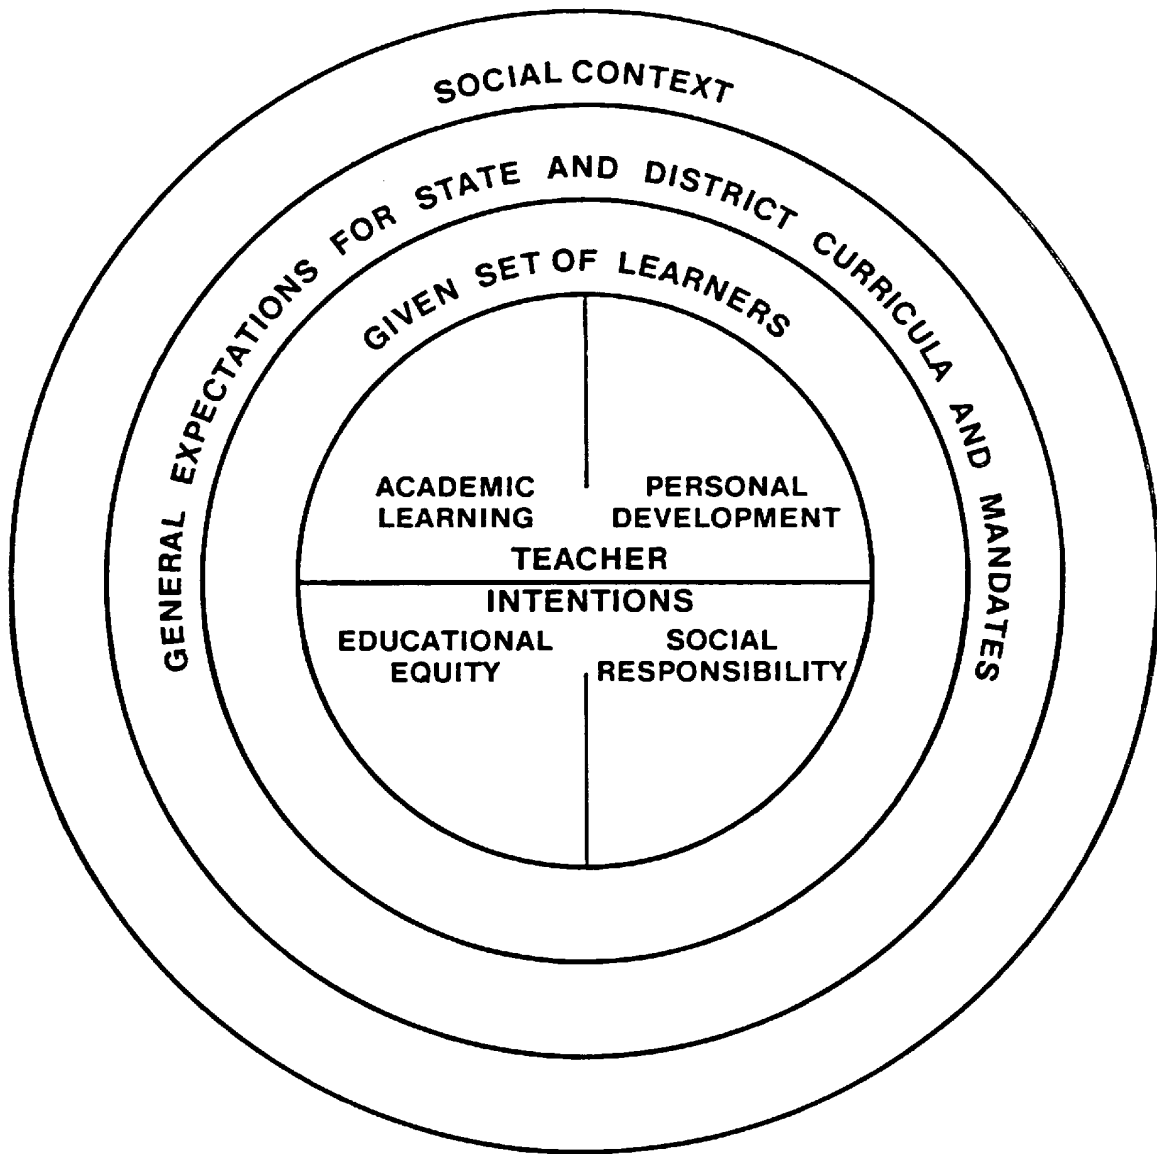 SOCIAL CONTEXT
GENERAL EXPECTATIONS FOR STATE AND DISTRICT CURRICULA AND MANDATES
GIVEN SET OF LEARNERS
ACADEMIC
LEARNING
PERSONAL
DEVELOPMENT
TEACHER
INTENTIONS
EDUCATIONAL
EQUITY
SOCIAL
RESPONSIBILITY